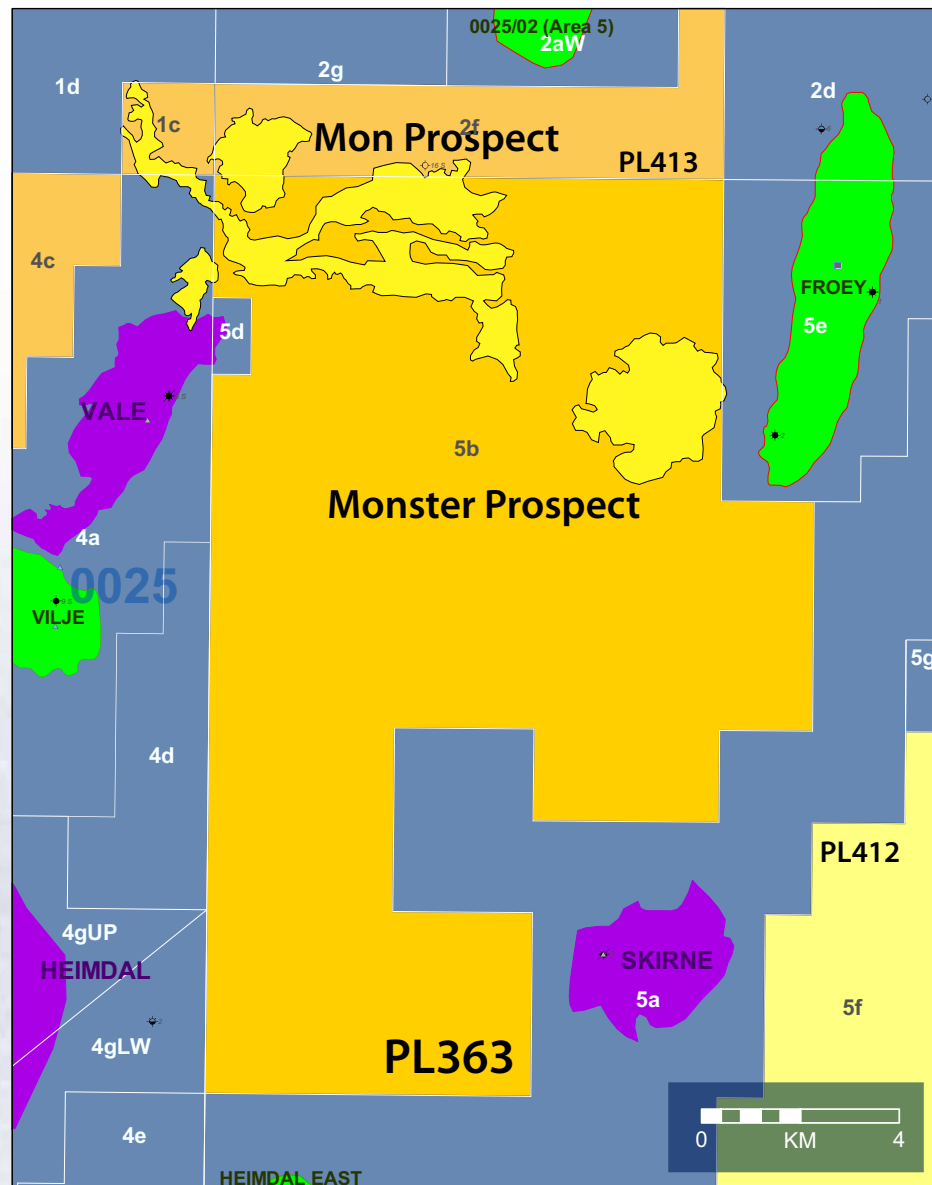 0025/02 (Area 5)
2aW
2g
1d
2d
1c
2f
Mon Prospect
16 S
PL413
4c
FROEY
5d
5e
VALE
5b
Monster Prospect
4a
0025
9 S
VILJE
5g
4d
PL412
4gUP
HEIMDAL
SKIRNE
5a
5f
4gLW
PL363
4e
0 KM 4
HEIMDAL EAST